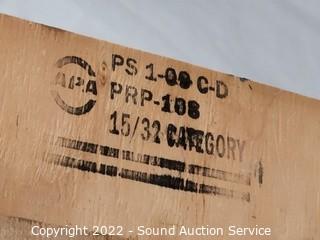 APA
PS 1-09 C-D
PRP-108
15/32 CATEGORY
Copyright 2022 - Sound Auction Service